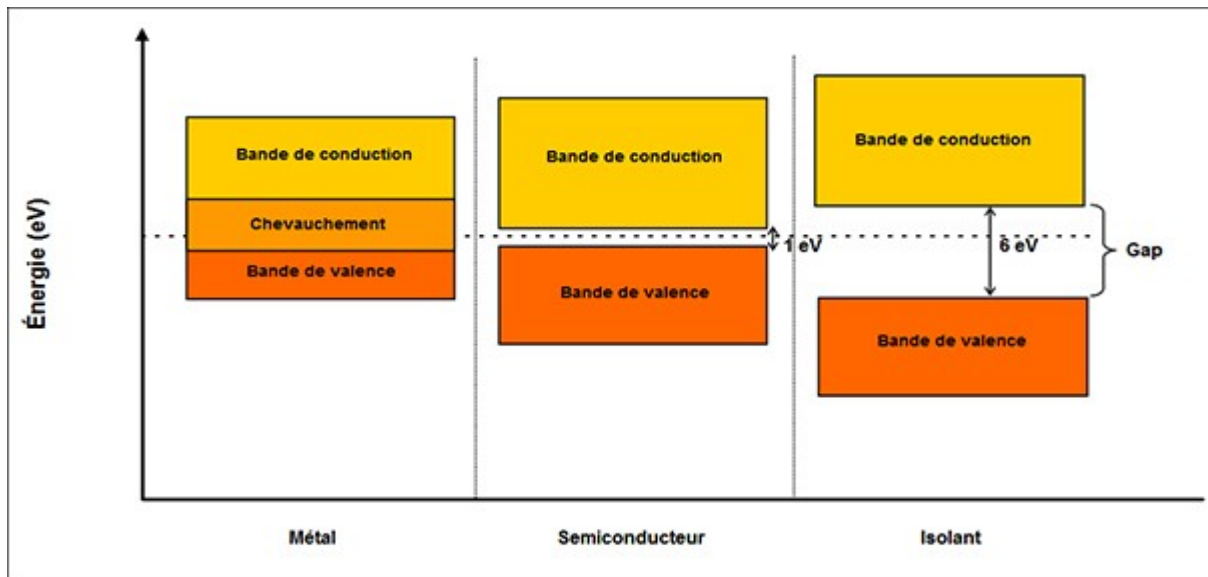 Énergie (eV)
Bande de conduction
Chevauchement
Bande de valence
Bande de conduction
1 eV
Bande de valence
Bande de conduction
6 eV
Gap
Bande de valence
Métal
Semiconducteur
Isolant